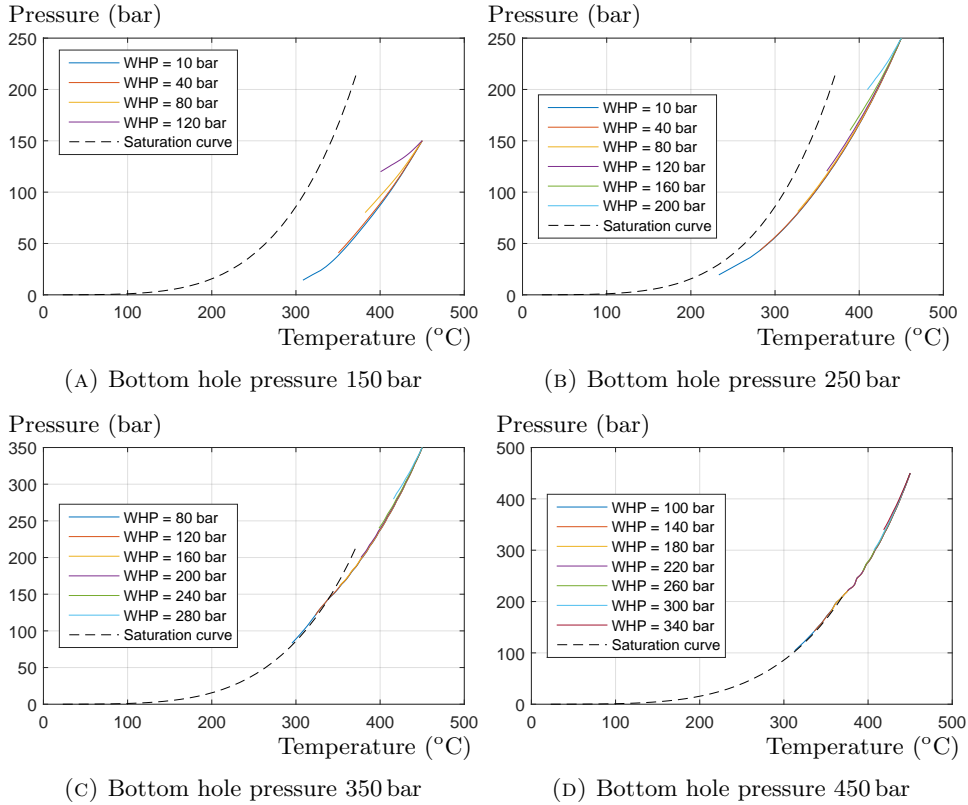 Pressure (bar)
250
200
150
100
50
0
WHP = 10 bar
WHP = 40 bar
WHP = 80 bar
WHP = 120 bar
Saturation curve
0 100 200 300 400 500
Temperature (°C)
(A) Bottom hole pressure 150 bar
Pressure (bar)
250
200
150
100
50
0
WHP = 10 bar
WHP = 40 bar
WHP = 80 bar
WHP = 120 bar
WHP = 160 bar
WHP = 200 bar
Saturation curve
0 100 200 300 400 500
Temperature (°C)
(B) Bottom hole pressure 250 bar
Pressure (bar)
350
300
250
200
150
100
50
0
WHP = 80 bar
WHP = 120 bar
WHP = 160 bar
WHP = 200 bar
WHP = 240 bar
WHP = 280 bar
Saturation curve
0 100 200 300 400 500
Temperature (°C)
(C) Bottom hole pressure 350 bar
Pressure (bar)
500
400
300
200
100
0
WHP = 100 bar
WHP = 140 bar
WHP = 180 bar
WHP = 220 bar
WHP = 260 bar
WHP = 300 bar
WHP = 340 bar
Saturation curve
0 100 200 300 400 500
Temperature (°C)
(D) Bottom hole pressure 450 bar